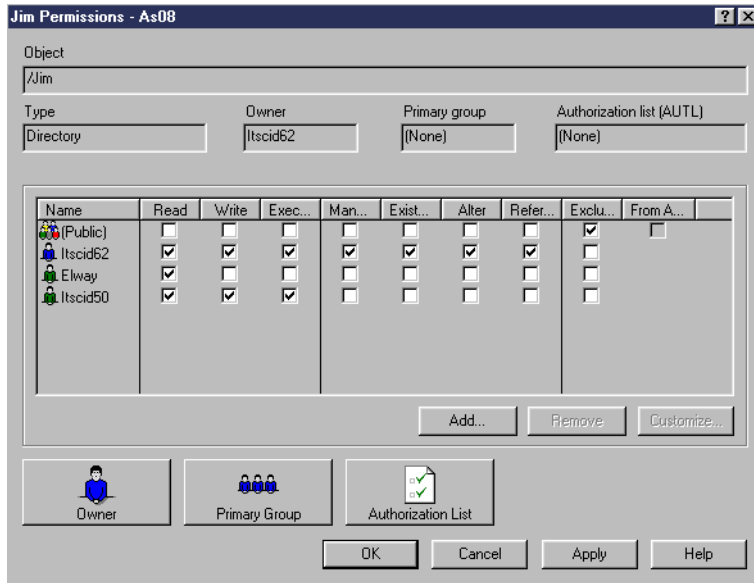 Jim Permissions - As08
Object
/Jim
Type Owner Primary group Authorization list (AUTL)
Directory Itscid62 (None) (None)
Name Read Write Exec... Man... Exist... Alter Refer... Exclu... From A...
(Public)
Itscid62
Elway
Itscid50
Add... Remove Customize...
Owner Primary Group Authorization List
OK Cancel Apply Help